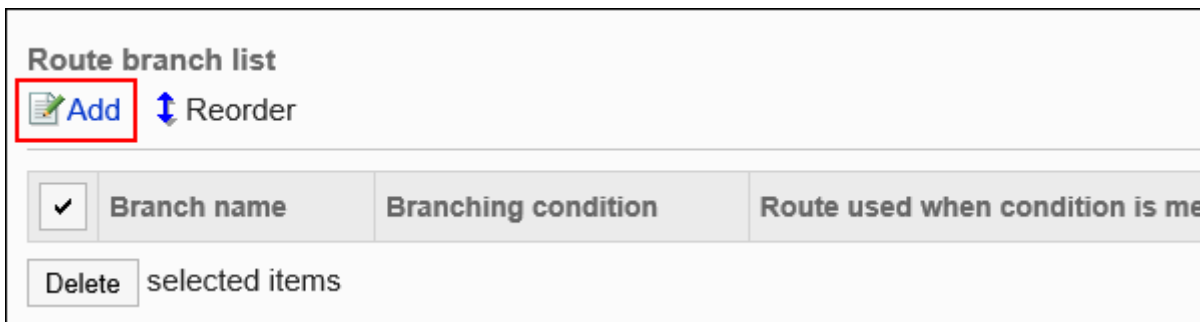 Route branch list
Add Reorder
Branch name Branching condition Route used when condition is me
Delete selected items